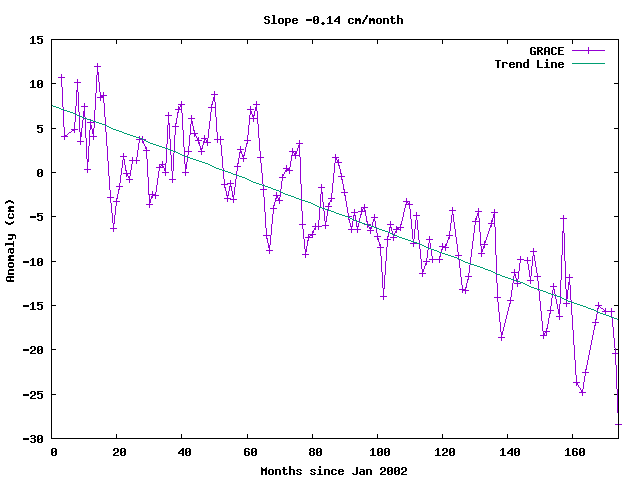 Slope -0.14 cm/month
GRACE
Trend Line
15
10
5
0
-5
-10
-15
-20
-25
-30
Anomaly (cm)
0 20 40 60 80 100 120 140 160
Months since Jan 2002